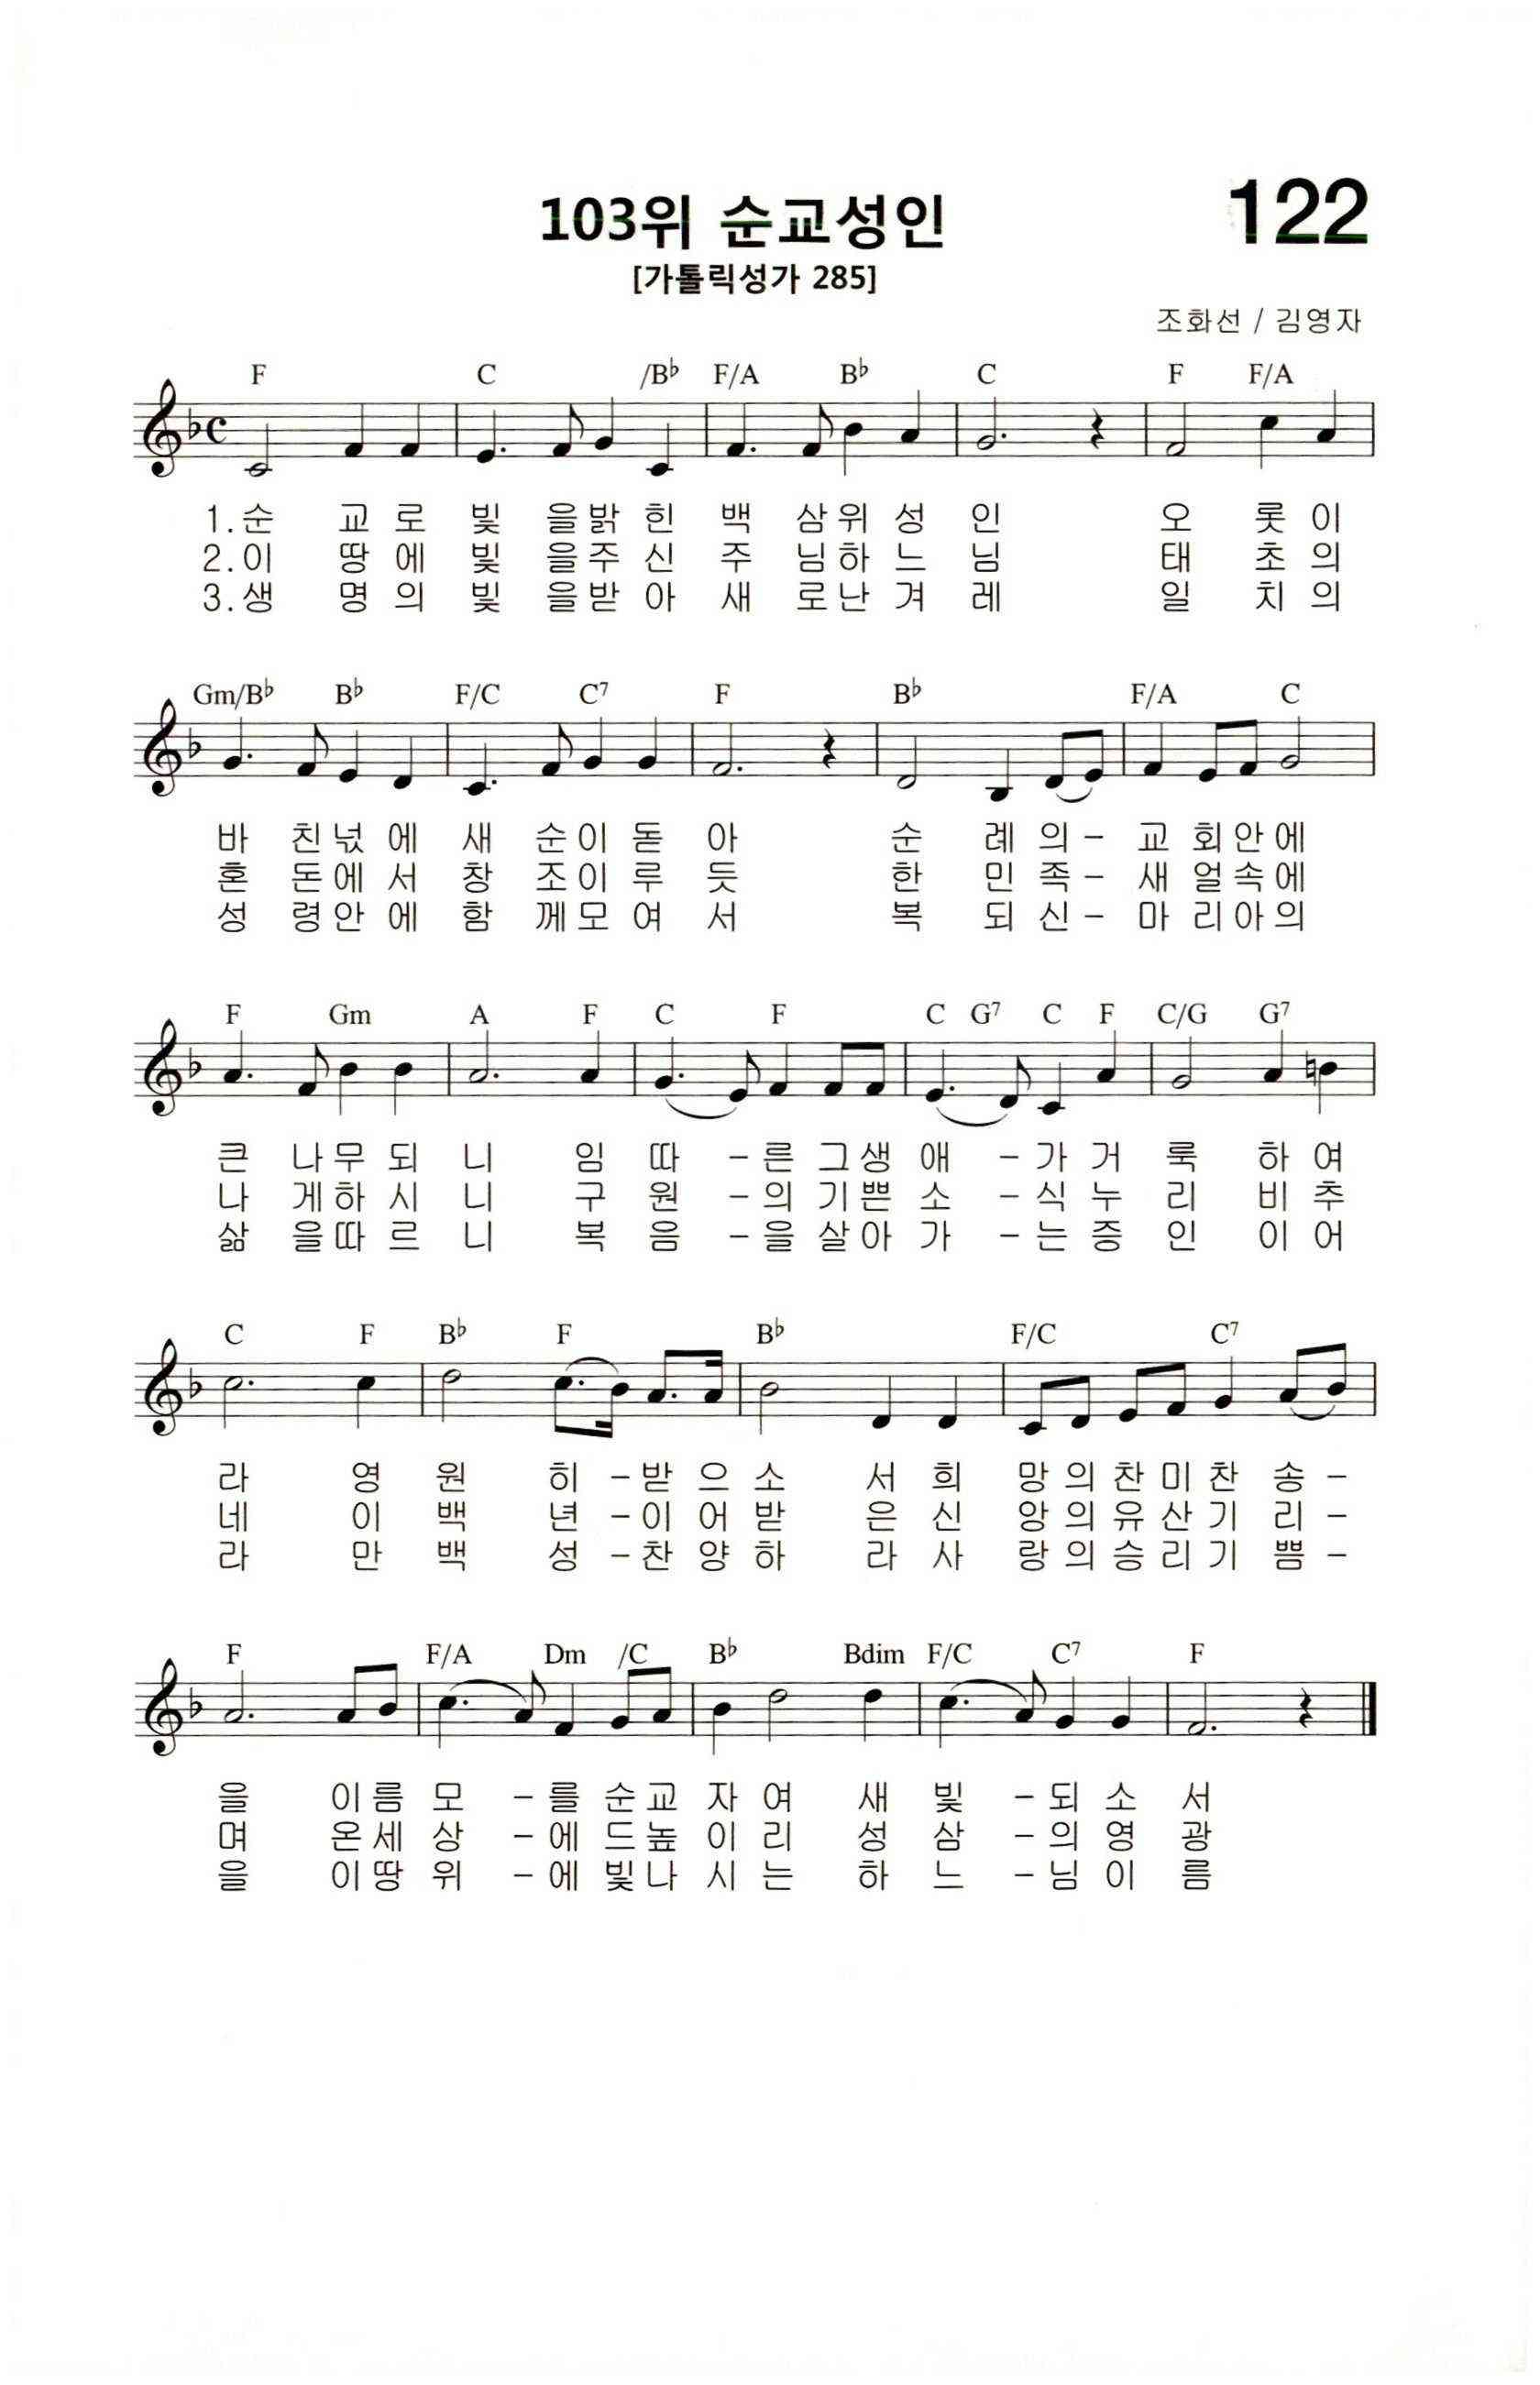 103위 순교성인
122
[가톨릭성가 285]
조화선 / 김영자
F C /B♭ F/A B♭ C F F/A
1.순 교 로 빛 을밝 힌 백 삼위 성 인 오 롯 이
2.이 땅 에 빛 을주 신 주 님하 느 님 태 초 의
3.생 명 의 빛 을받 아 새 로난 겨 레 일 치 의
Gm/B♭ B♭ F/C C7 F B♭ F/A C
바 친넋 에 새 순이 돋 아 순 례 의 - 교 회안에
혼 돈에 서 창 조이 루 듯 한 민 족 - 새 얼속에
성 령안 에 함 께모 여 서 복 되 신 - 마 리아의
F Gm A F C F C G7 C F C/G G7
큰 나무 되 니 임 따 -른 그생 애 -가 거 룩 하 여
나 게하 시 니 구 원 -의 기쁜 소 -식 누 리 비 추
삶 을따 르 니 복 음 -을 살아 가 -는 증 인 이 어
C F B♭ F B♭ F/C C7
라 영 원 히 -받 으 소 서 희 망의찬미찬 송 -
네 이 백 년 -이 어 받 은 신 앙의유산기 리 -
라 만 백 성 -찬 양 하 라 사 랑의승리기 쁨 -
F F/A Dm /C B♭ Bdim F/C C7 F
을 이름 모 -를 순교 자 여 새 빛 -되 소 서
며 온세 상 -에 드높 이 리 성 삼 -의 영 광
을 이땅 위 -에 빛나 시 는 하 느 -님 이 름